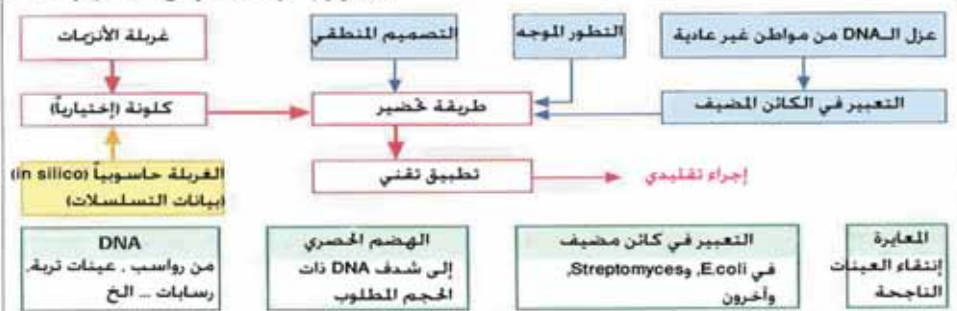 غربلة الأنزيمات
التصميم المنطقي
التطور الموجه
عزل الـDNA من مواطن غير عادية
كلونة (إختيارياً)
طريقة تحضير
التعبير في الكائن المضيف
الغربلة حاسوبياً (in silico)
(بيانات التسلسلات)
تطبيق تقني
إجراء تقليدي
DNA
من رواسب , عينات تربة,
رسابات ... الخ
الهضم الحصري
إلى شدف DNA ذات
الحجم المطلوب
التعبير في كائن مضيف
في E.coli, وStreptomyces,
وآخرون
المعايرة
إنتقاء العينات
الناجحة